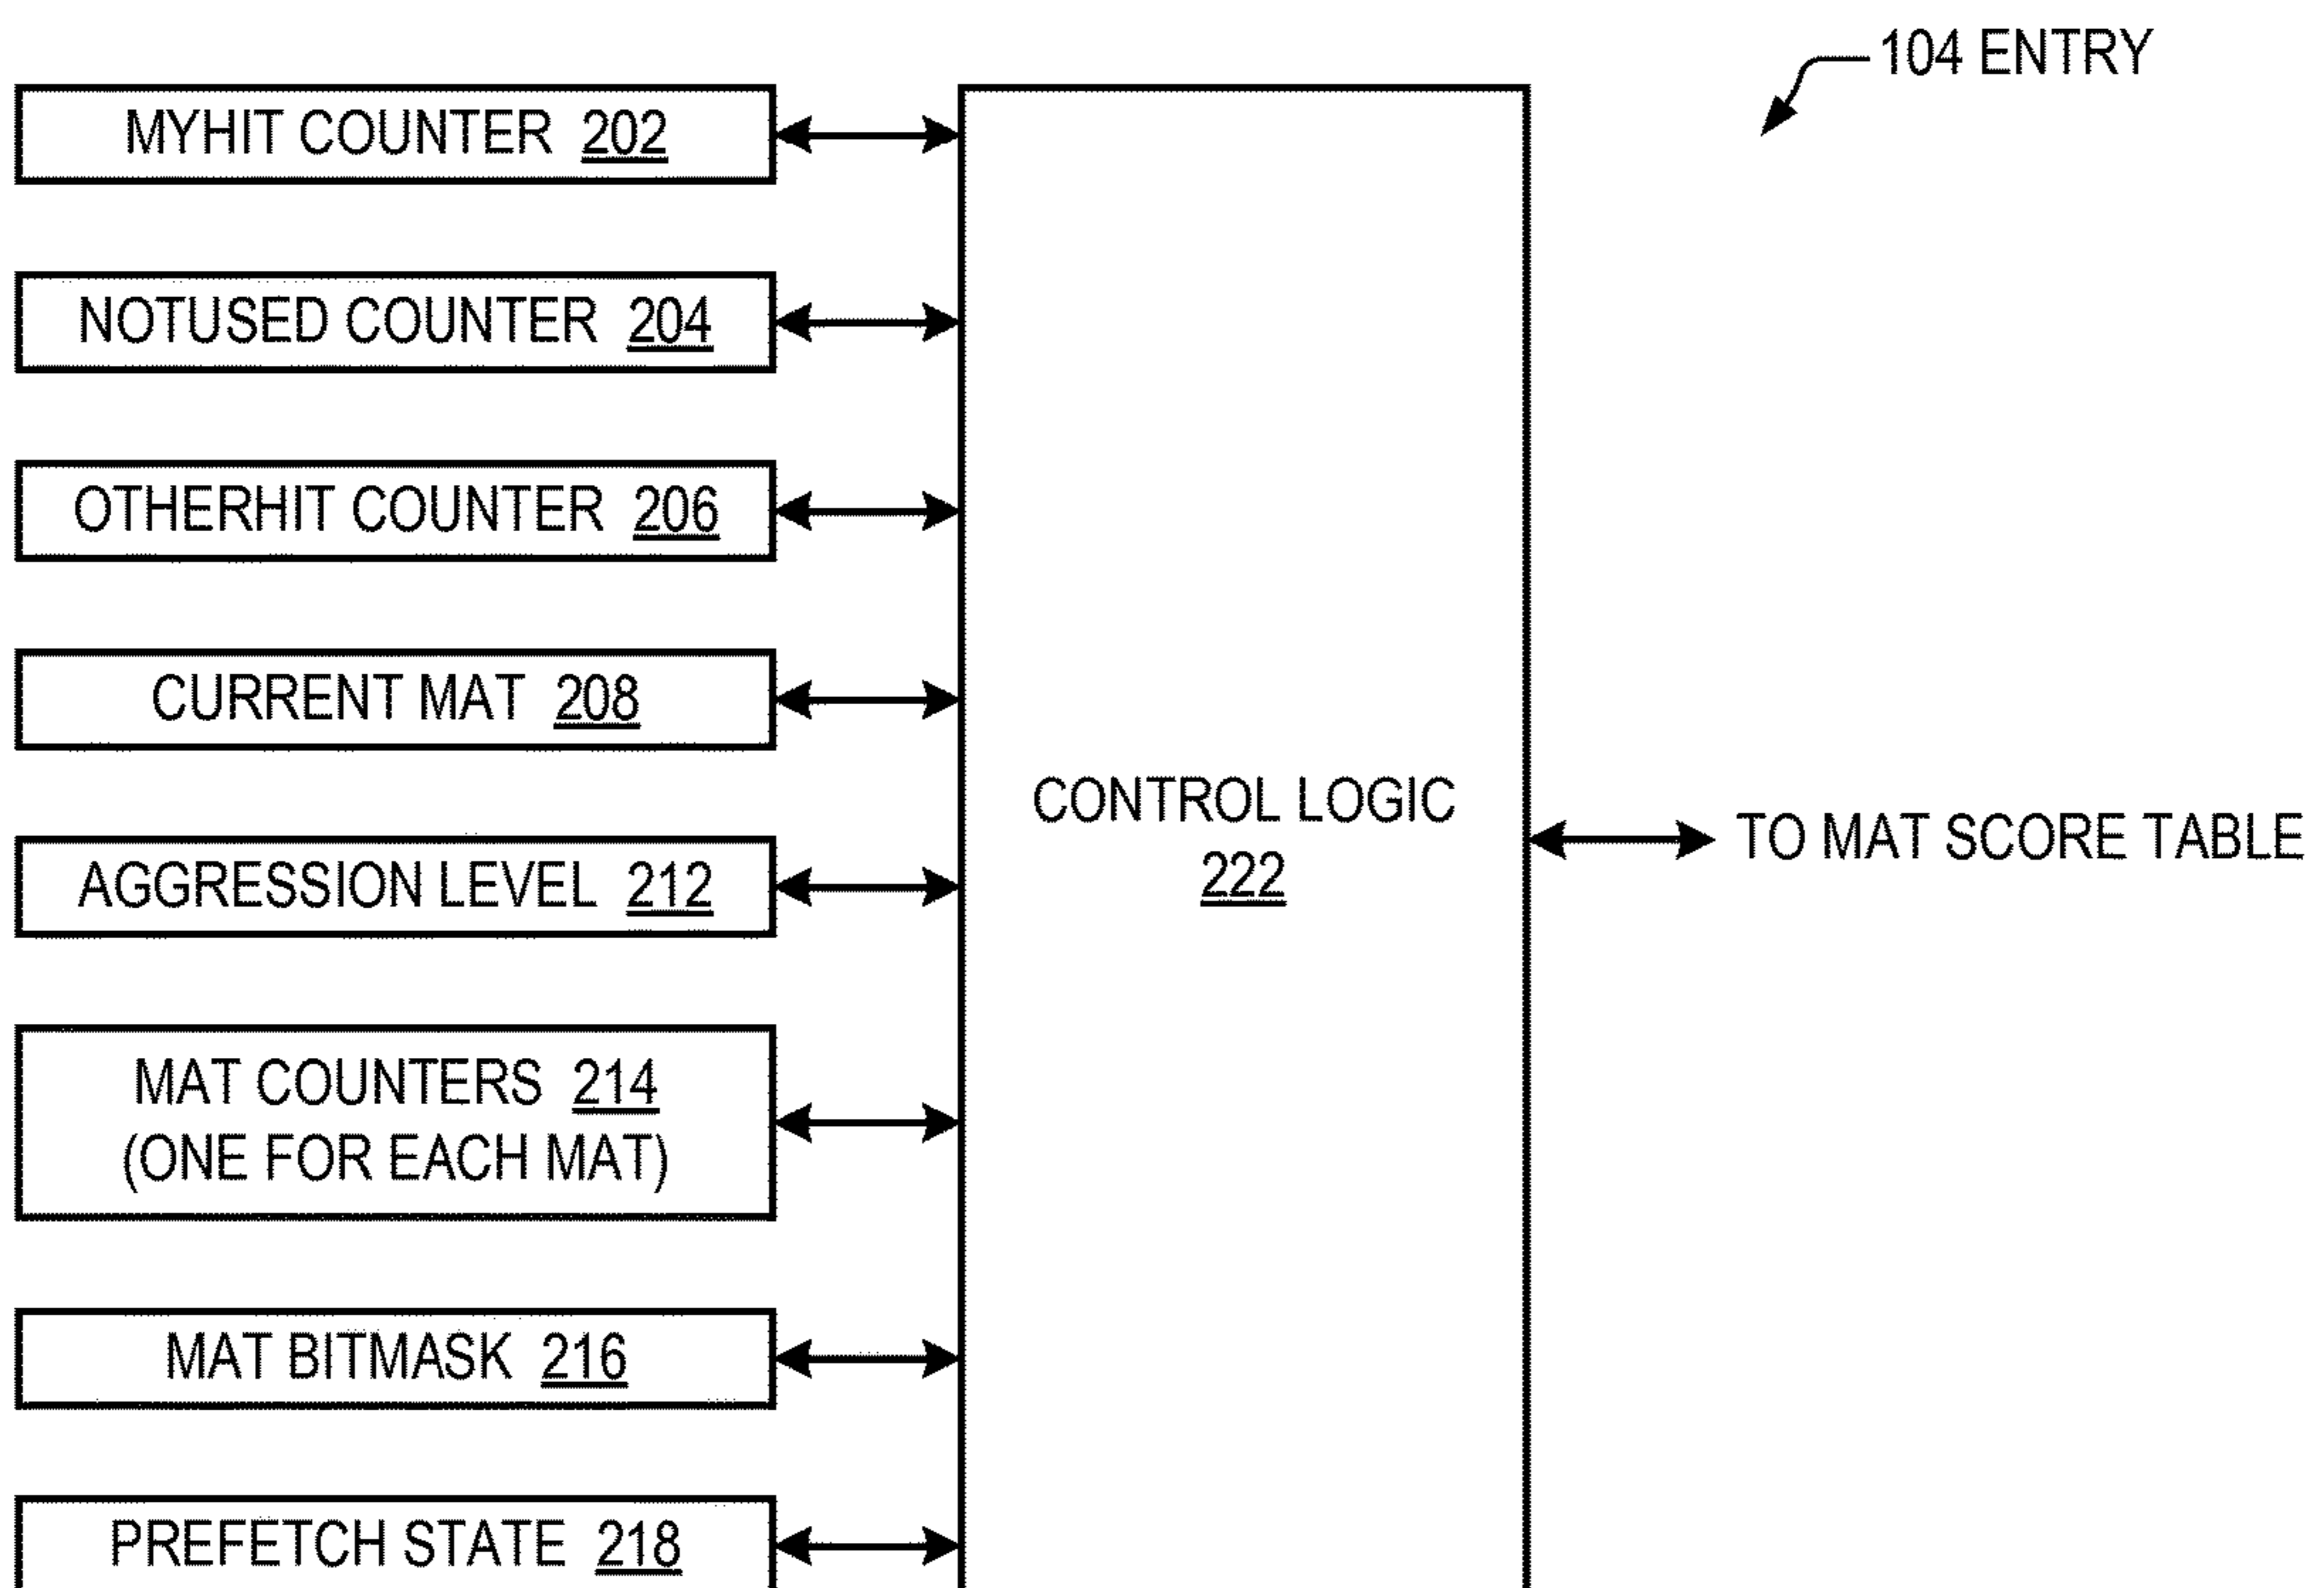 104 ENTRY
MYHIT COUNTER 202
NOTUSED COUNTER 204
OTHERHIT COUNTER 206
CURRENT MAT 208
AGGRESSION LEVEL 212
MAT COUNTERS 214
(ONE FOR EACH MAT)
MAT BITMASK 216
PREFETCH STATE 218
CONTROL LOGIC
222
TO MAT SCORE TABLE